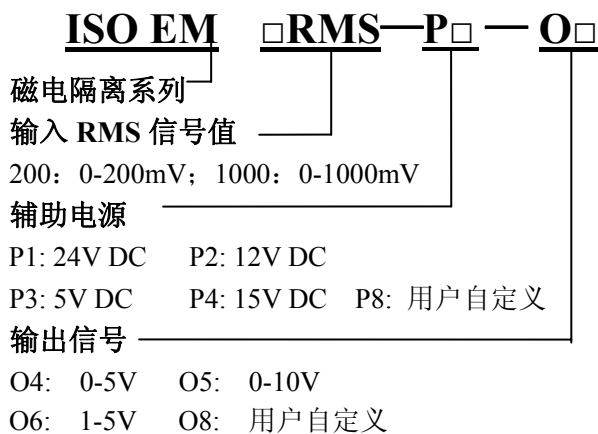 ISO EM □RMS—P□ — O□
磁电隔离系列
输入 RMS 信号值
200：0-200mV；1000：0-1000mV
辅助电源
P1: 24V DC P2: 12V DC
P3: 5V DC P4: 15V DC P8: 用户自定义
输出信号
O4: 0-5V O5: 0-10V
O6: 1-5V O8: 用户自定义